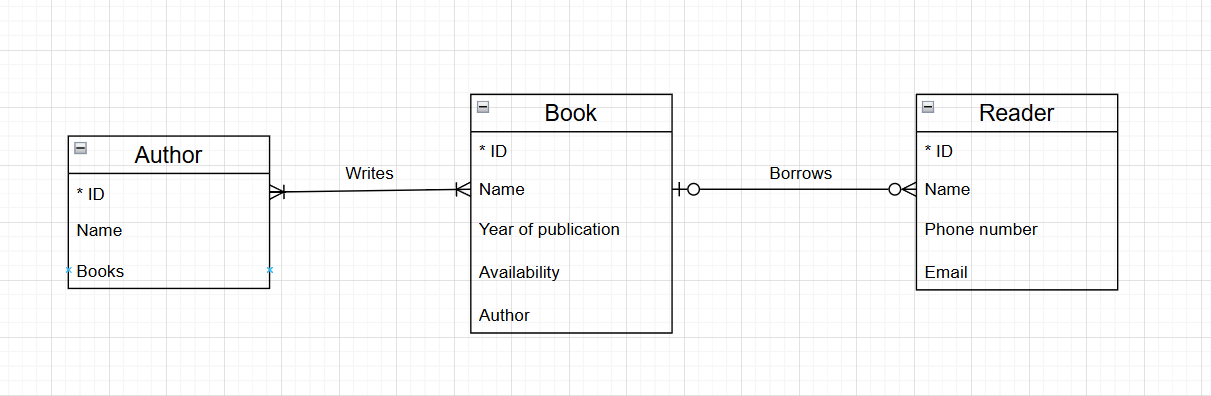 Author
* ID
Name
Books
Writes
Book
* ID
Name
Year of publication
Availability
Author
Borrows
Reader
* ID
Name
Phone number
Email